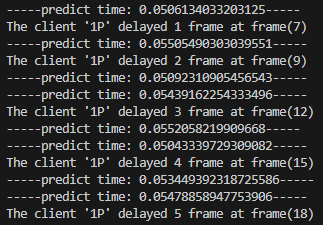 -----predict time: 0.0506134033203125-----
The client '1P' delayed 1 frame at frame(7)
-----predict time: 0.05505490303039551-----
The client '1P' delayed 2 frame at frame(9)
-----predict time: 0.05092310905456543-----
The client '1P' delayed 3 frame at frame(12)
-----predict time: 0.05439162254333496-----
-----predict time: 0.0552058219909668-----
-----predict time: 0.05043339729309082-----
The client '1P' delayed 4 frame at frame(15)
-----predict time: 0.053449392318725586-----
-----predict time: 0.05478858947753906-----
The client '1P' delayed 5 frame at frame(18)